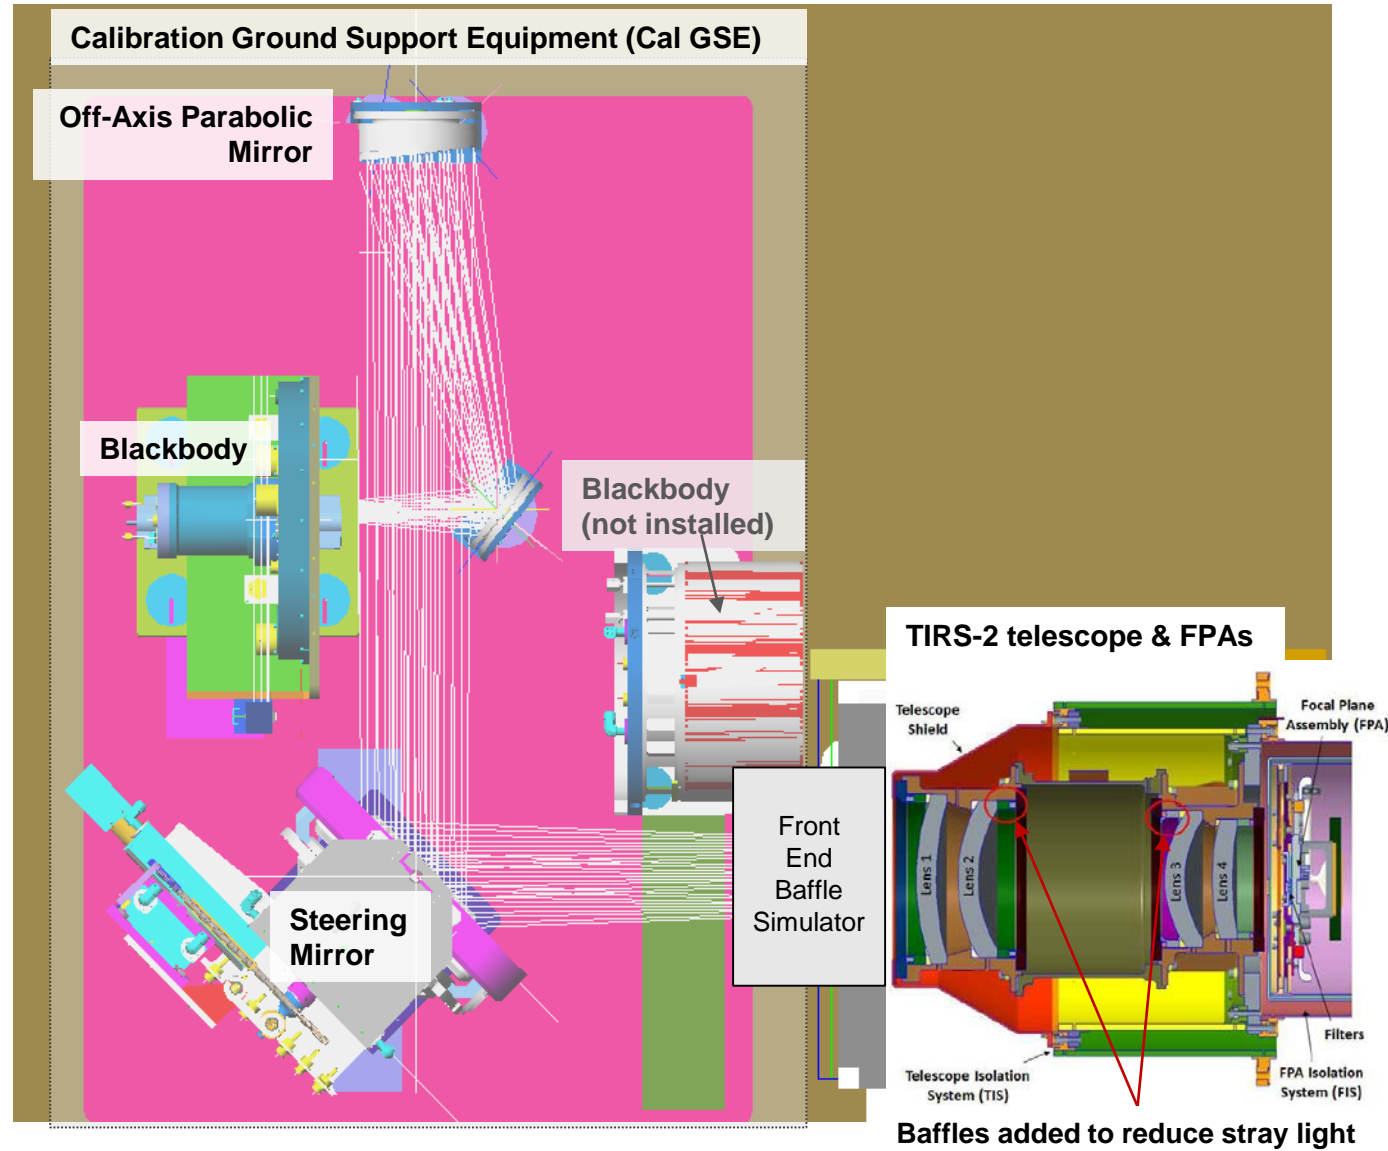 Calibration Ground Support Equipment (Cal GSE)
Off-Axis Parabolic
Mirror
Blackbody
Blackbody
(not installed)
Steering
Mirror
Front
End
Baffle
Simulator
TIRS-2 telescope & FPAs
Telescope
Shield
Focal Plane
Assembly (FPA)
Lens 1
Lens 2
Lens 3
Lens 4
Filters
Telescope Isolation
System (TIS)
FPA Isolation
System (FIS)
Baffles added to reduce stray light